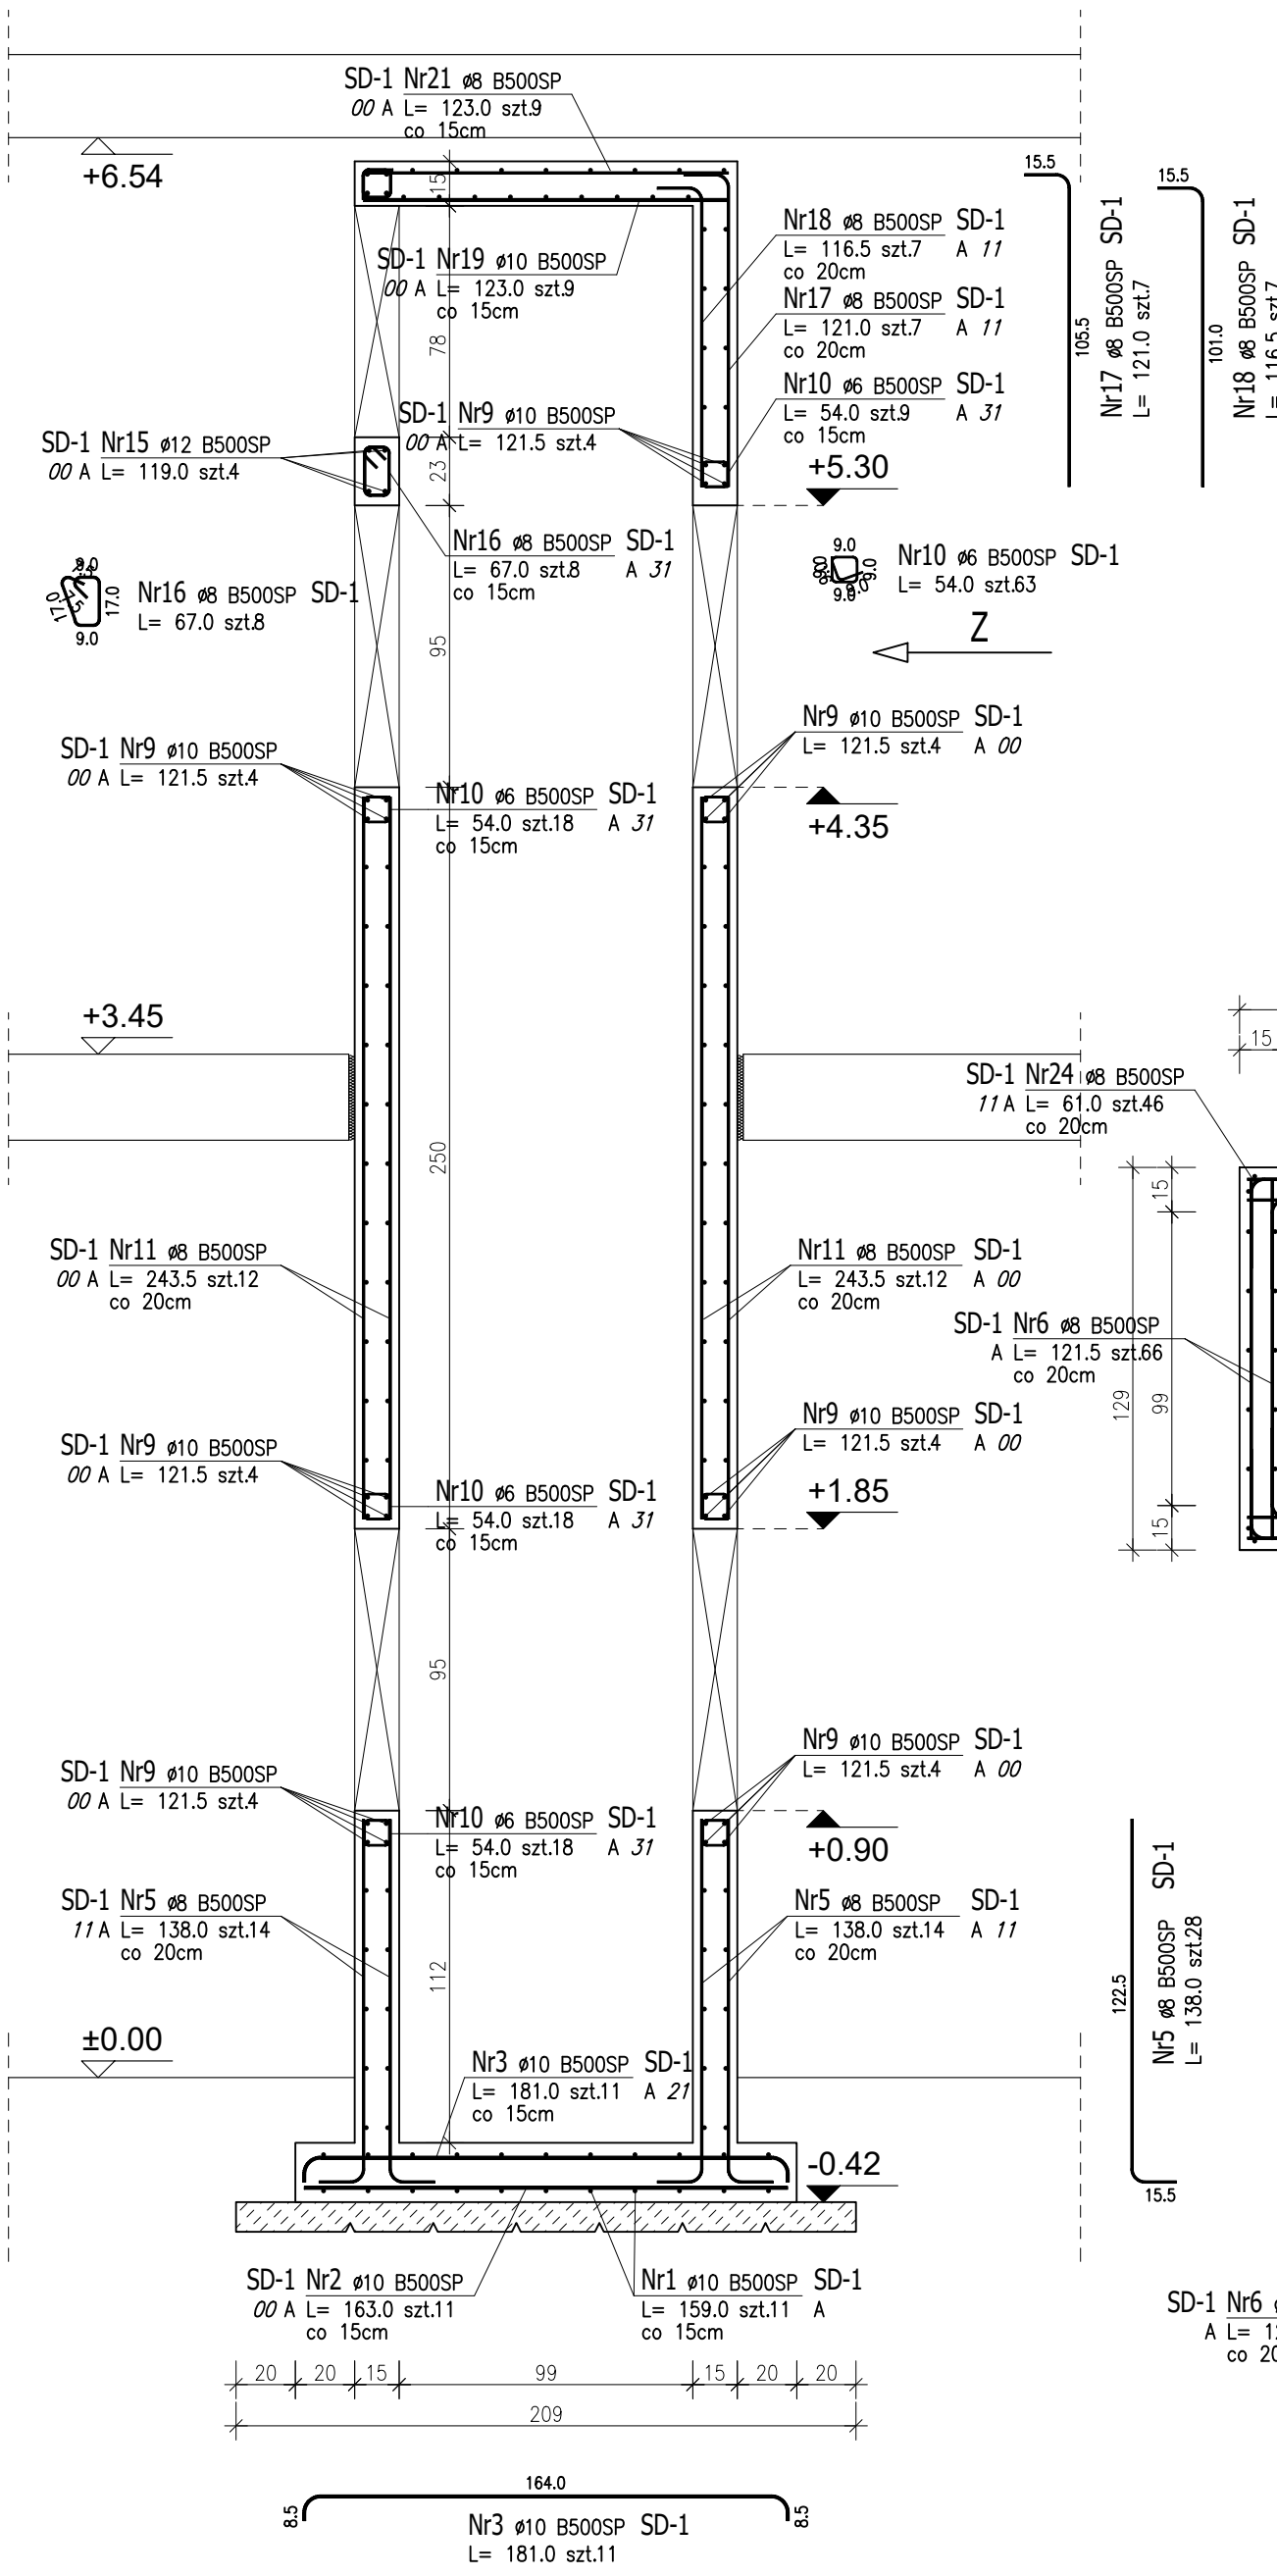 SD-1 Nr21 ø8 B500SP
00 A L= 123.0 szt.9
co 15cm
+6.54
15
SD-1 Nr19 ø10 B500SP
00 A L= 123.0 szt.9
co 15cm
78
Nr18 ø8 B500SP SD-1
L= 116.5 szt.7 A 11
co 20cm
Nr17 ø8 B500SP SD-1
L= 121.0 szt.7 A 11
co 20cm
Nr10 ø6 B500SP SD-1
L= 54.0 szt.9 A 31
co 15cm
15.5
105.5
Nr17 ø8 B500SP SD-1
L= 121.0 szt.7
15.5
101.0
Nr18 ø8 B500SP SD-1
L= 116.5 szt.7
SD-1 Nr9 ø10 B500SP
00 A L= 121.5 szt.4
SD-1 Nr15 ø12 B500SP
00 A L= 119.0 szt.4
23
+5.30
Nr16 ø8 B500SP SD-1
L= 67.0 szt.8 A 31
co 15cm
9.0
17.0
17.0
9.0
Nr16 ø8 B500SP SD-1
L= 67.0 szt.8
9.0
9.0
9.0
9.0
Nr10 ø6 B500SP SD-1
L= 54.0 szt.63
Z
95
SD-1 Nr9 ø10 B500SP
00 A L= 121.5 szt.4
Nr9 ø10 B500SP SD-1
L= 121.5 szt.4 A 00
Nr10 ø6 B500SP SD-1
L= 54.0 szt.18 A 31
co 15cm
+4.35
+3.45
250
15
SD-1 Nr24 ø8 B500SP
11 A L= 61.0 szt.46
co 20cm
15
SD-1 Nr11 ø8 B500SP
00 A L= 243.5 szt.12
co 20cm
Nr11 ø8 B500SP SD-1
L= 243.5 szt.12 A 00
co 20cm
SD-1 Nr6 ø8 B500SP
A L= 121.5 szt.66
co 20cm
129
99
15
SD-1 Nr9 ø10 B500SP
00 A L= 121.5 szt.4
Nr9 ø10 B500SP SD-1
L= 121.5 szt.4 A 00
Nr10 ø6 B500SP SD-1
L= 54.0 szt.18 A 31
co 15cm
+1.85
95
SD-1 Nr9 ø10 B500SP
00 A L= 121.5 szt.4
Nr9 ø10 B500SP SD-1
L= 121.5 szt.4 A 00
Nr10 ø6 B500SP SD-1
L= 54.0 szt.18 A 31
co 15cm
+0.90
SD-1 Nr5 ø8 B500SP
11 A L= 138.0 szt.14
co 20cm
Nr5 ø8 B500SP SD-1
L= 138.0 szt.14 A 11
co 20cm
112
122.5
Nr5 ø8 B500SP SD-1
L= 138.0 szt.28
15.5
±0.00
Nr3 ø10 B500SP SD-1
L= 181.0 szt.11 A 21
co 15cm
-0.42
SD-1 Nr2 ø10 B500SP
00 A L= 163.0 szt.11
co 15cm
Nr1 ø10 B500SP SD-1
L= 159.0 szt.11 A
co 15cm
SD-1 Nr6
A L=
co
20 20 15 99 15 20 20
209
164.0
8.5
8.5
Nr3 ø10 B500SP SD-1
L= 181.0 szt.11